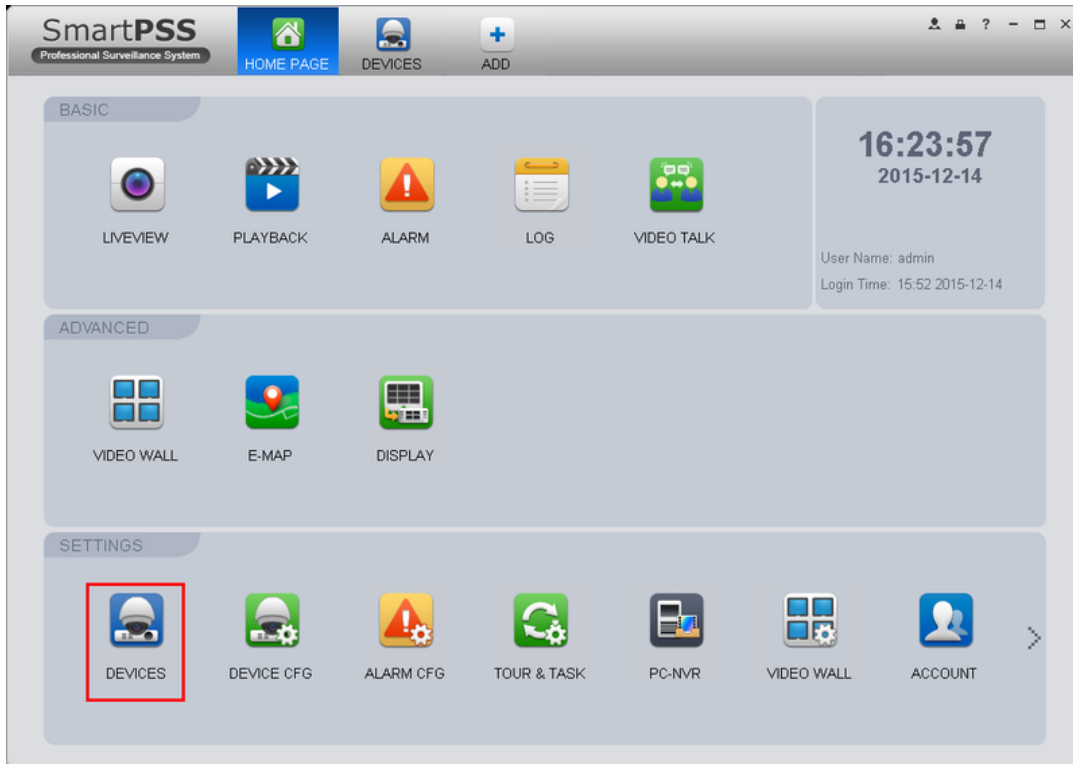 SmartPSS
Professional Surveillance System
HOME PAGE
DEVICES
ADD
?
BASIC
LIVEVIEW
PLAYBACK
ALARM
LOG
VIDEO TALK
16:23:57
2015-12-14
User Name: admin
Login Time: 15:52 2015-12-14
ADVANCED
VIDEO WALL
E-MAP
DISPLAY
SETTINGS
DEVICES
DEVICE CFG
ALARM CFG
TOUR & TASK
PC-NVR
VIDEO WALL
ACCOUNT